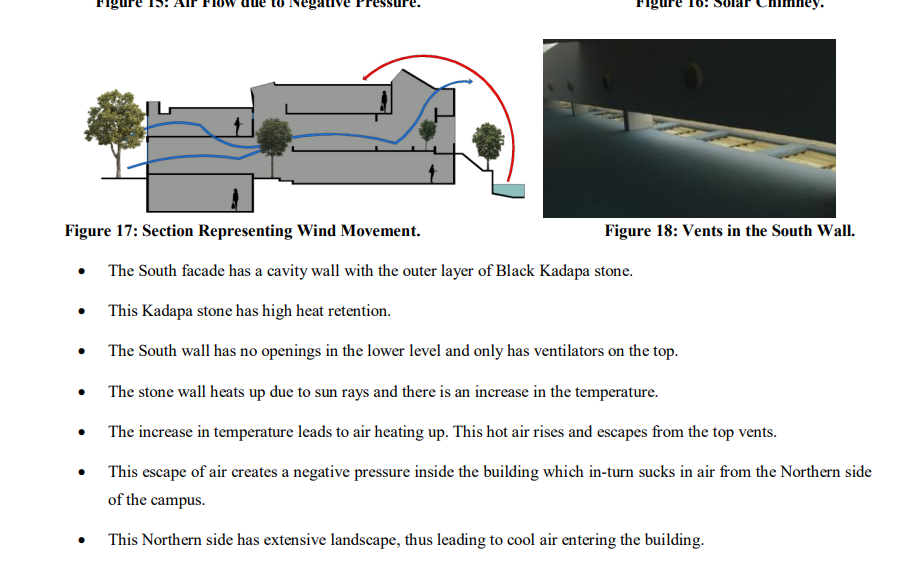 Figure 15: Air Flow due to Negative Pressure.
Figure 16: Solar Chimney.
Figure 17: Section Representing Wind Movement.
Figure 18: Vents in the South Wall.
• The South facade has a cavity wall with the outer layer of Black Kadapa stone.
• This Kadapa stone has high heat retention.
• The South wall has no openings in the lower level and only has ventilators on the top.
• The stone wall heats up due to sun rays and there is an increase in the temperature.
• The increase in temperature leads to air heating up. This hot air rises and escapes from the top vents.
• This escape of air creates a negative pressure inside the building which in-turn sucks in air from the Northern side
of the campus.
• This Northern side has extensive landscape, thus leading to cool air entering the building.